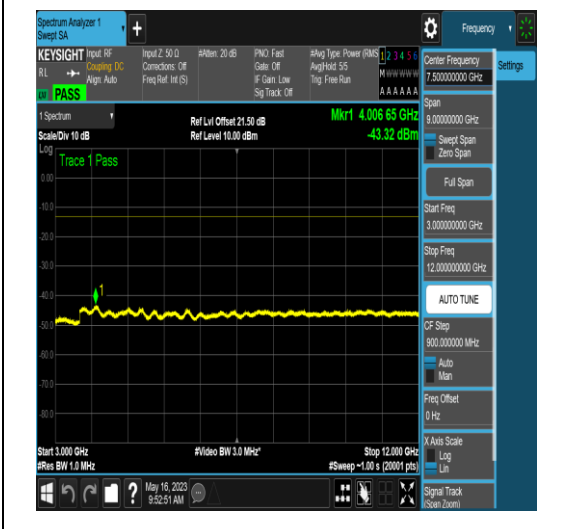 Spectrum Analyzer 1
Swept SA
+
Frequency
KEYSIGHT
RL
Input: RF
Coupling: DC
Align: Auto
Input Z: 50 Ω
Corrections: Off
Freq Ref: Int (S)
#Atten: 20 dB
PNO: Fast
Gate: Off
IF Gain: Low
Sig Track: Off
#Avg Type: Power (RMS
Avg|Hold: 5/5
Trig: Free Run
1 2 3 4 5 6
M W W W W W
A A A A A A
PASS
1 Spectrum
Scale/Div 10 dB
Ref Lvl Offset 21.50 dB
Ref Level 10.00 dBm
Mkr1 4.006 65 GHz
-43.32 dBm
Log
Trace 1 Pass
0.00
-10.0
-20.0
-30.0
-40.0
-50.0
-60.0
-70.0
-80.0
1
Start 3.000 GHz
#Res BW 1.0 MHz
#Video BW 3.0 MHz*
Stop 12.000 GHz
#Sweep ~1.00 s (20001 pts)
?
May 16, 2023
9:52:51 AM
Center Frequency
7.500000000 GHz
Settings
Span
9.00000000 GHz
Swept Span
Zero Span
Full Span
Start Freq
3.000000000 GHz
Stop Freq
12.000000000 GHz
AUTO TUNE
CF Step
900.000000 MHz
Auto
Man
Freq Offset
0 Hz
X Axis Scale
Log
Lin
Signal Track
(Span Zoom)